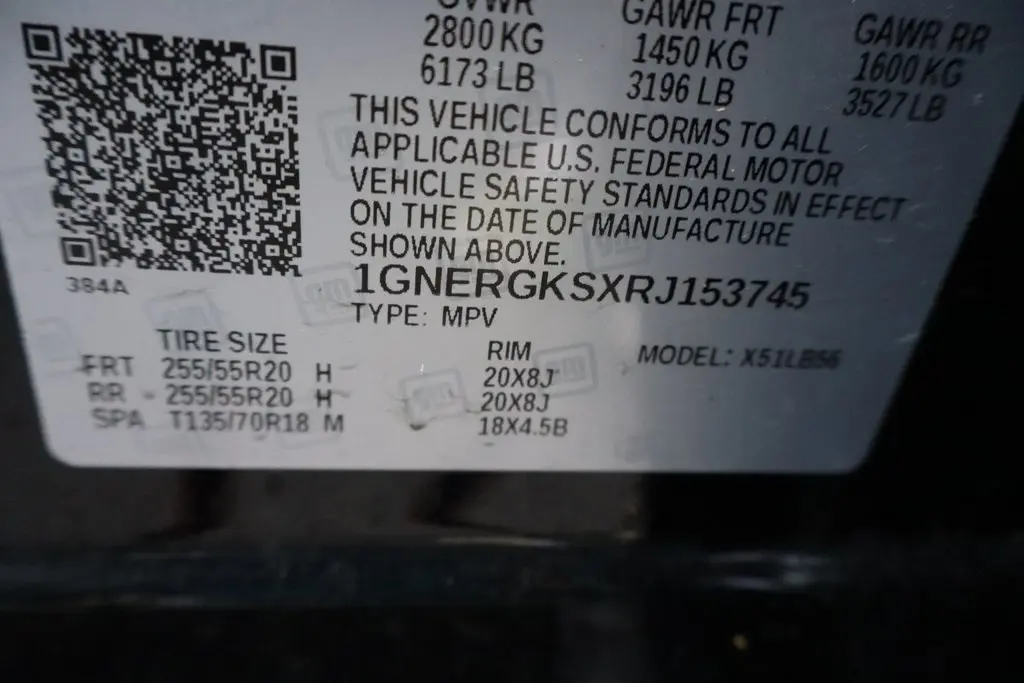 GVWR GAWR FRT GAWR RR
2800 KG 1450 KG 1600 KG
6173 LB 3196 LB 3527 LB
THIS VEHICLE CONFORMS TO ALL
APPLICABLE U.S. FEDERAL MOTOR
VEHICLE SAFETY STANDARDS IN EFFECT
ON THE DATE OF MANUFACTURE
SHOWN ABOVE.
384A
1GNERGKSXRJ153745
TYPE: MPV
TIRE SIZE RIM MODEL: X51LB56
FRT 255/55R20 H 20X8J
RR 255/55R20 H 20X8J
SPA T135/70R18 M 18X4.5B
gm